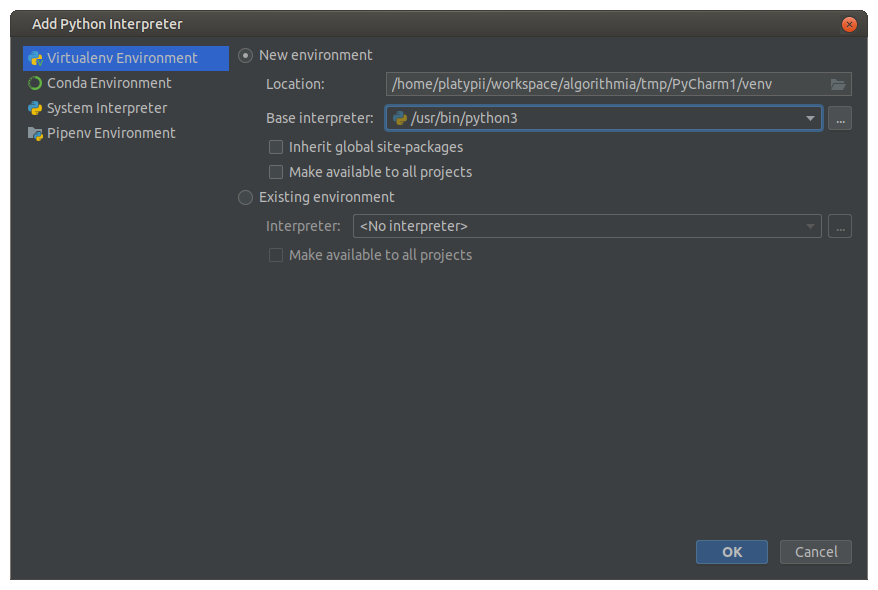 Add Python Interpreter
Virtualenv Environment
Conda Environment
System Interpreter
Pipenv Environment
New environment
Location: /home/platypii/workspace/algorithmia/tmp/PyCharm1/venv
Base interpreter: /usr/bin/python3 ...
Inherit global site-packages
Make available to all projects
Existing environment
Interpreter: <No interpreter> ...
Make available to all projects
OK Cancel